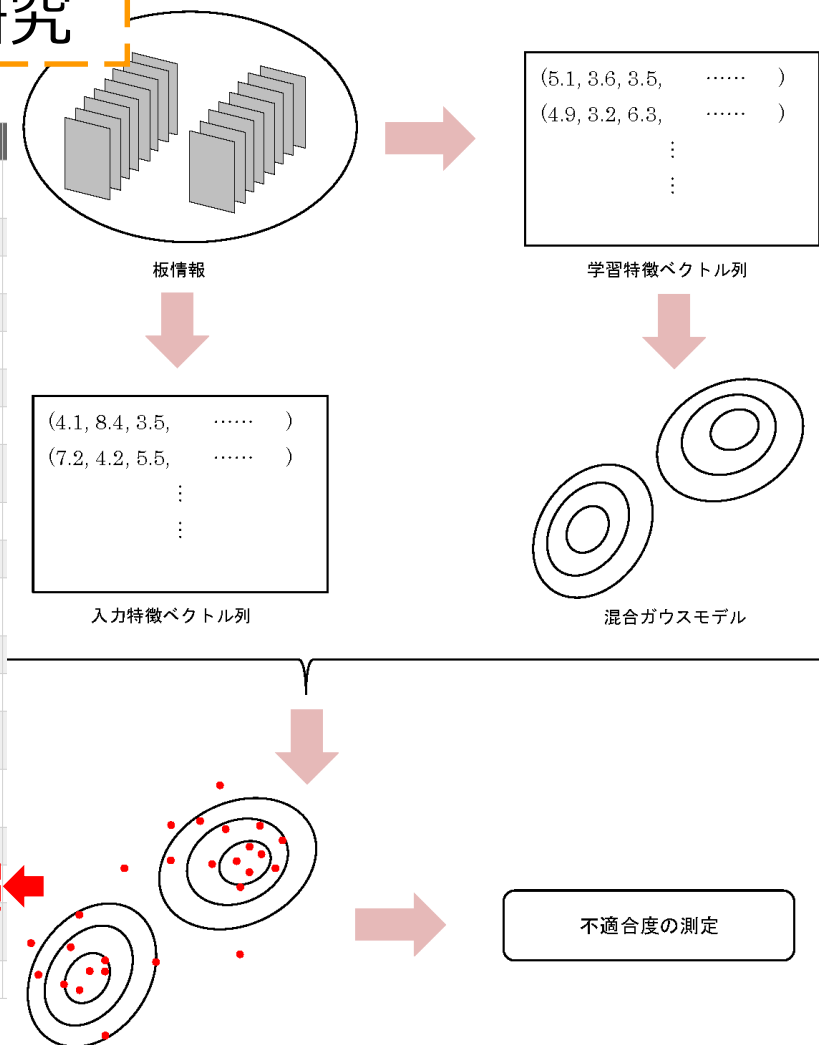 究
(5.1, 3.6, 3.5, ⋯⋯ )
(4.9, 3.2, 6.3, ⋯⋯ )
⋮
⋮
板情報
学習特徴ベクトル列
(4.1, 8.4, 3.5, ⋯⋯ )
(7.2, 4.2, 5.5, ⋯⋯ )
⋮
⋮
入力特徴ベクトル列
混合ガウスモデル
不適合度の測定